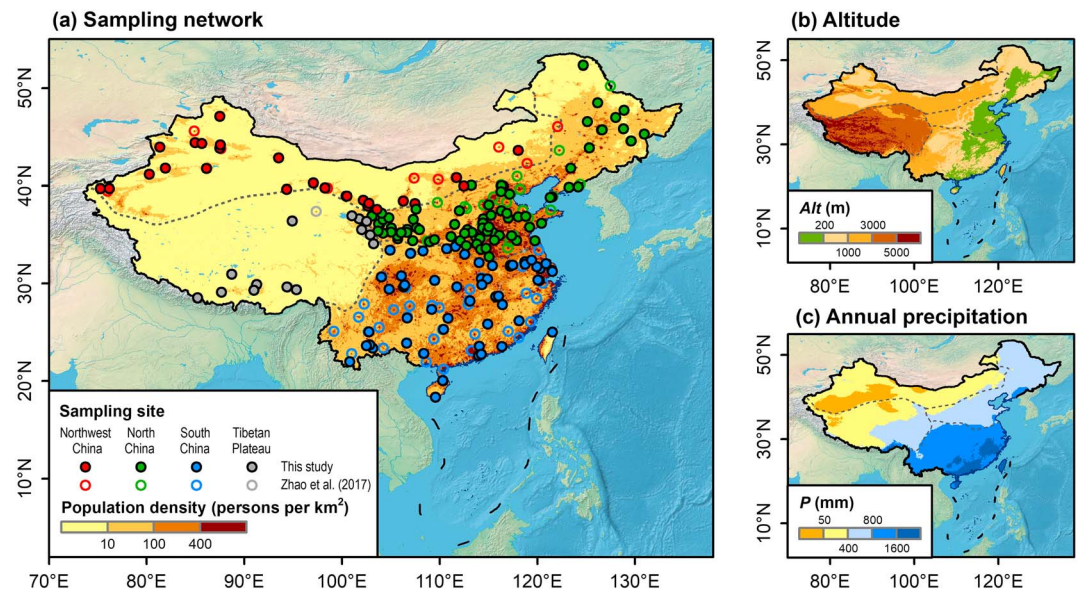 (a) Sampling network
50°N
40°N
30°N
20°N
10°N
70°E
80°E
90°E
100°E
110°E
120°E
130°E
Sampling site
Northwest China
North China
South China
Tibetan Plateau
This study
Zhao et al. (2017)
Population density (persons per km²)
10
100
400
(b) Altitude
50°N
30°N
10°N
80°E
100°E
120°E
Alt (m)
200
3000
1000
5000
(c) Annual precipitation
50°N
30°N
10°N
80°E
100°E
120°E
P (mm)
50
800
400
1600